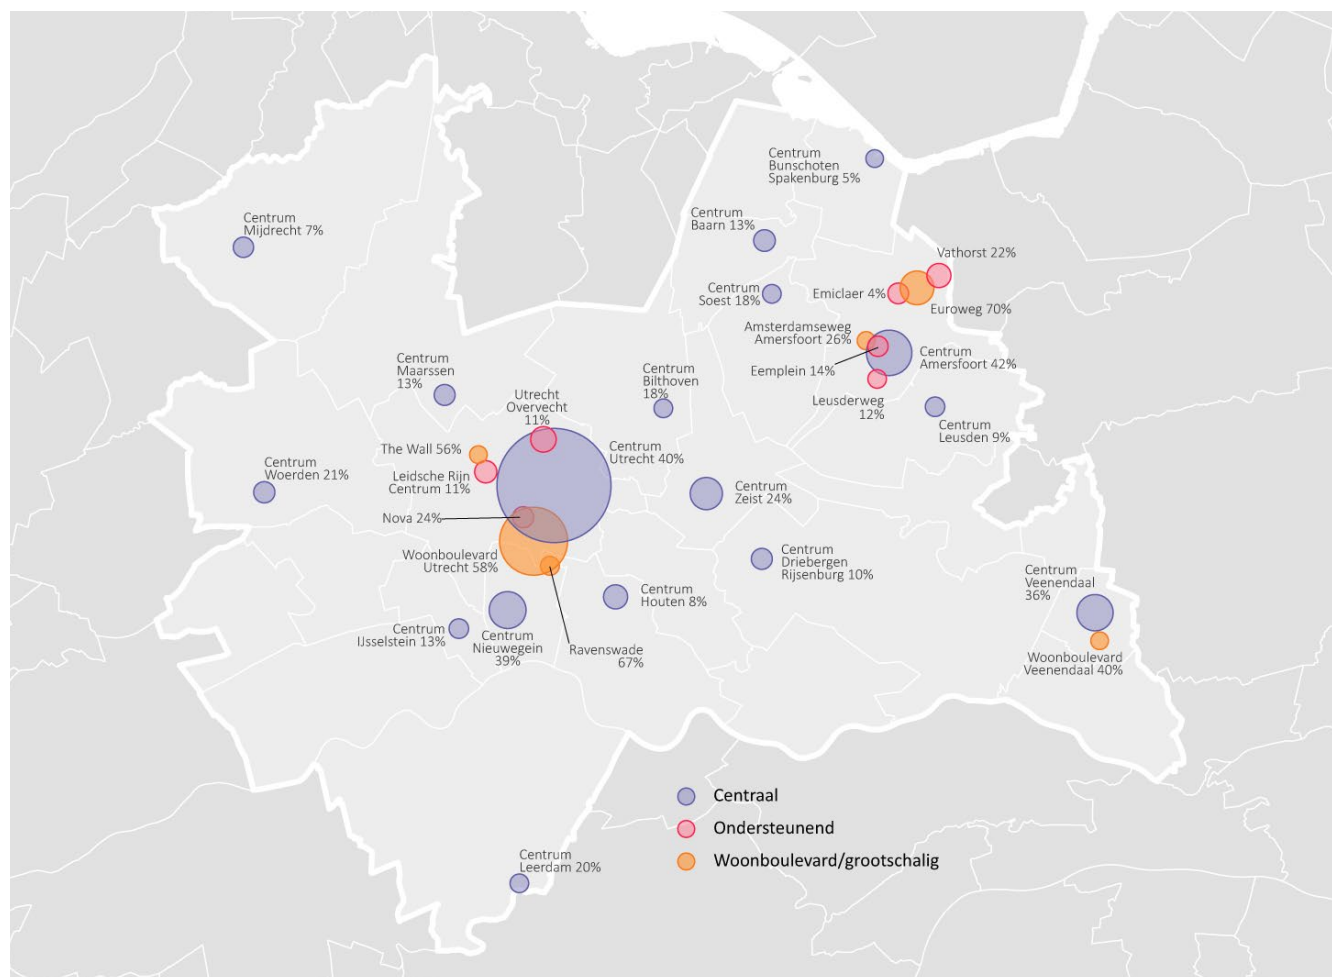 Centrum
Bunschoten
Spakenburg 5%
Centrum
Mijdrecht 7%
Centrum
Baarn 13%
Vathorst 22%
Centrum
Soest 18%
Emiclaer 4%
Euroweg 70%
Amsterdamseweg
Amersfoort 26%
Centrum
Amersfoort 42%
Eemplein 14%
Centrum
Maarssen
13%
Centrum
Bilthoven
18%
Utrecht
Overvecht
11%
Leusderweg
12%
Centrum
Leusden 9%
The Wall 56%
Centrum
Utrecht 40%
Centrum
Woerden 21%
Leidsche Rijn
Centrum 11%
Centrum
Zeist 24%
Nova 24%
Woonboulevard
Utrecht 58%
Centrum
Driebergen
Rijsenburg 10%
Centrum
Veenendaal
36%
Centrum
Houten 8%
Centrum
IJsselstein 13%
Centrum
Nieuwegein
39%
Ravenswade
67%
Woonboulevard
Veenendaal 40%
Centraal
Ondersteunend
Woonboulevard/grootschalig
Centrum
Leerdam 20%